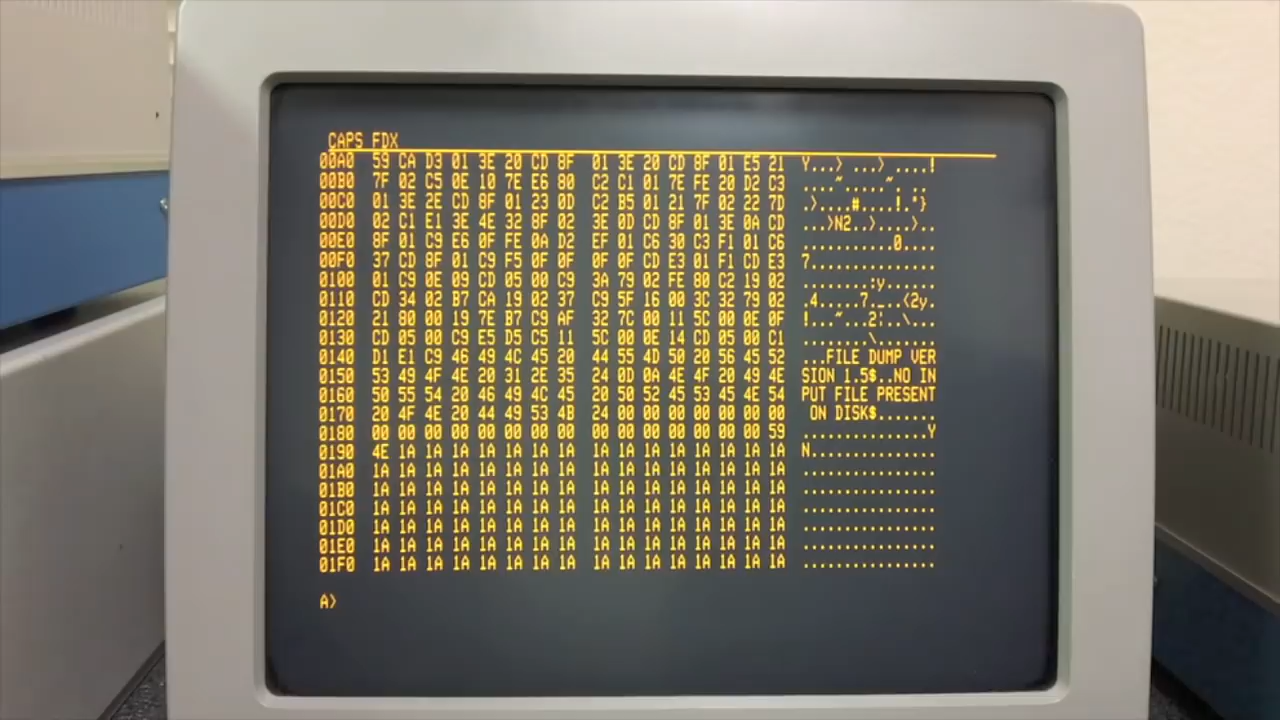 CAPS FDX
00A0 59 CA D3 01 3E 20 CD 8F 01 3E 20 CD 8F 01 E5 21 Y...> ...> ....!
00B0 7F 02 C5 0E 10 7E E6 80 C2 C1 01 7E FE 20 D2 C3 .....~.....~. ..
00C0 01 3E 2E CD 8F 01 23 0D C2 B5 01 21 7F 02 22 7D .>....#....!.."}
00D0 02 C1 E1 3E 4E 32 8F 02 3E 0D CD 8F 01 3E 0A CD ...>N2..>....>..
00E0 8F 01 C9 E6 0F FE 0A D2 EF 01 C6 30 C3 F1 01 C6 ...........0....
00F0 37 CD 8F 01 C9 F5 0F 0F 0F 0F CD E3 01 F1 CD E3 7...............
0100 01 C9 0E 09 CD 05 00 C9 3A 79 02 FE 80 C2 19 02 ........:y......
0110 CD 34 02 B7 CA 19 02 37 C9 5F 16 00 3C 32 79 02 .4.....7._..<2y.
0120 21 80 00 19 7E B7 C9 AF 32 7C 00 11 5C 00 0E 0F !...~...2|..\...
0130 CD 05 00 C9 E5 D5 C5 11 5C 00 0E 14 CD 05 00 C1 ........\.......
0140 D1 E1 C9 46 49 4C 45 20 44 55 4D 50 20 56 45 52 ...FILE DUMP VER
0150 53 49 4F 4E 20 31 2E 35 24 0D 0A 4E 4F 20 49 4E SION 1.5$..NO IN
0160 50 55 54 20 46 49 4C 45 20 50 52 45 53 45 4E 54 PUT FILE PRESENT
0170 20 4F 4E 20 44 49 53 4B 24 00 00 00 00 00 00 00 ON DISK$.......
0180 00 00 00 00 00 00 00 00 00 00 00 00 00 00 00 59 ...............Y
0190 4E 1A 1A 1A 1A 1A 1A 1A 1A 1A 1A 1A 1A 1A 1A 1A N...............
01A0 1A 1A 1A 1A 1A 1A 1A 1A 1A 1A 1A 1A 1A 1A 1A 1A ................
01B0 1A 1A 1A 1A 1A 1A 1A 1A 1A 1A 1A 1A 1A 1A 1A 1A ................
01C0 1A 1A 1A 1A 1A 1A 1A 1A 1A 1A 1A 1A 1A 1A 1A 1A ................
01D0 1A 1A 1A 1A 1A 1A 1A 1A 1A 1A 1A 1A 1A 1A 1A 1A ................
01E0 1A 1A 1A 1A 1A 1A 1A 1A 1A 1A 1A 1A 1A 1A 1A 1A ................
01F0 1A 1A 1A 1A 1A 1A 1A 1A 1A 1A 1A 1A 1A 1A 1A 1A ................
A>